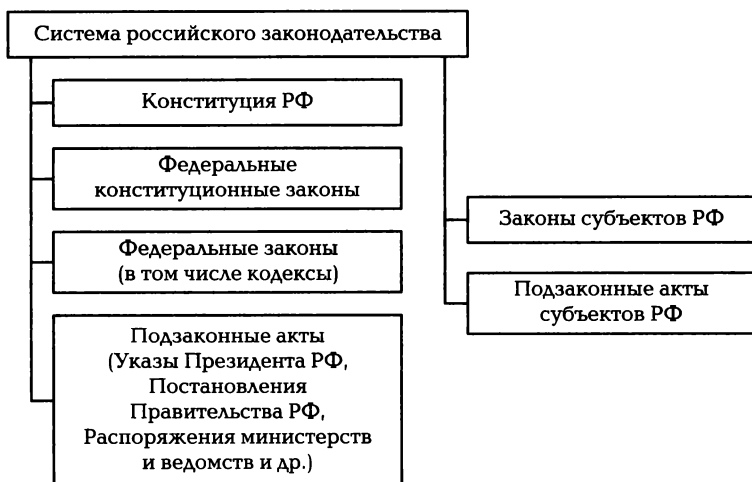 Система российского законодательства
Конституция РФ
Федеральные
конституционные законы
Федеральные законы
(в том числе кодексы)
Подзаконные акты
(Указы Президента РФ,
Постановления
Правительства РФ,
Распоряжения министерств
и ведомств и др.)
Законы субъектов РФ
Подзаконные акты
субъектов РФ